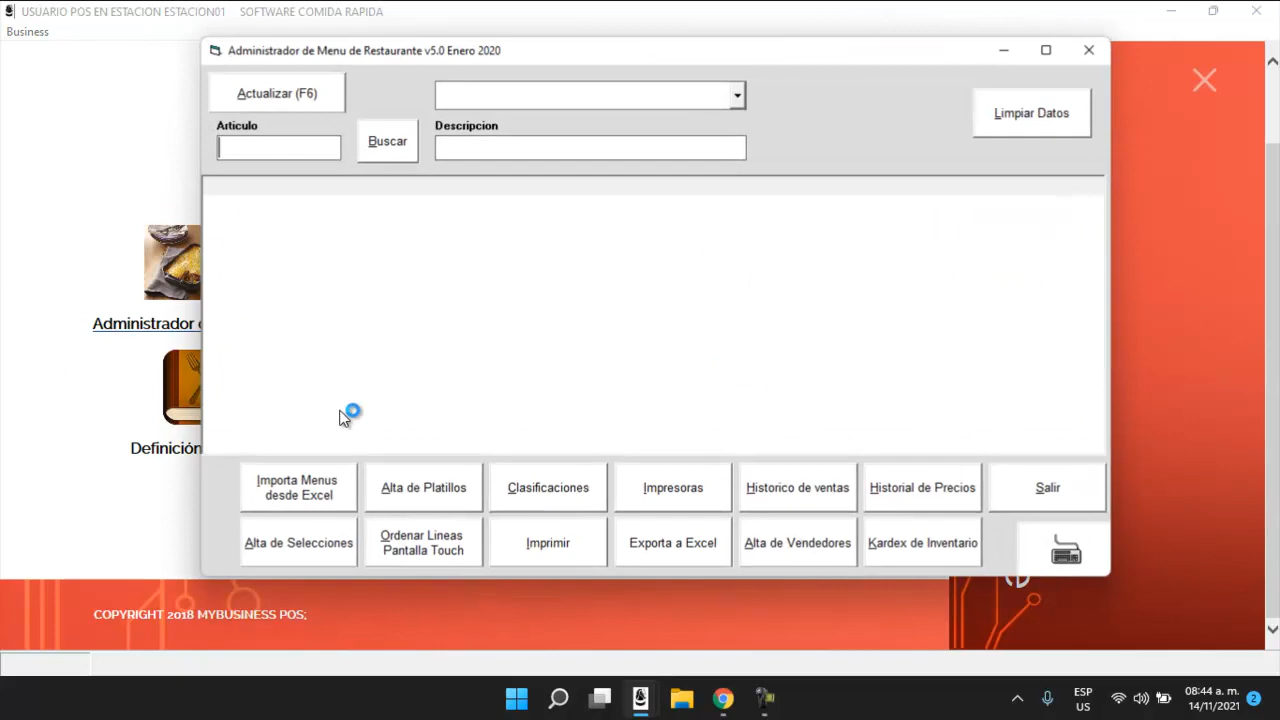 USUARIO POS EN ESTACION ESTACION01 SOFTWARE COMIDA RAPIDA
Business
Administrador de Menu de Restaurante v5.0 Enero 2020
Actualizar (F6)
Limpiar Datos
Articulo
Buscar
Descripcion
Administrador
Definición
Importa Menus
desde Excel
Alta de Platillos
Clasificaciones
Impresoras
Historico de ventas
Historial de Precios
Salir
Alta de Selecciones
Ordenar Lineas
Pantalla Touch
Imprimir
Exporta a Excel
Alta de Vendedores
Kardex de Inventario
COPYRIGHT 2018 MYBUSINESS POS;
ESP
US
08:44 a. m.
14/11/2021
2